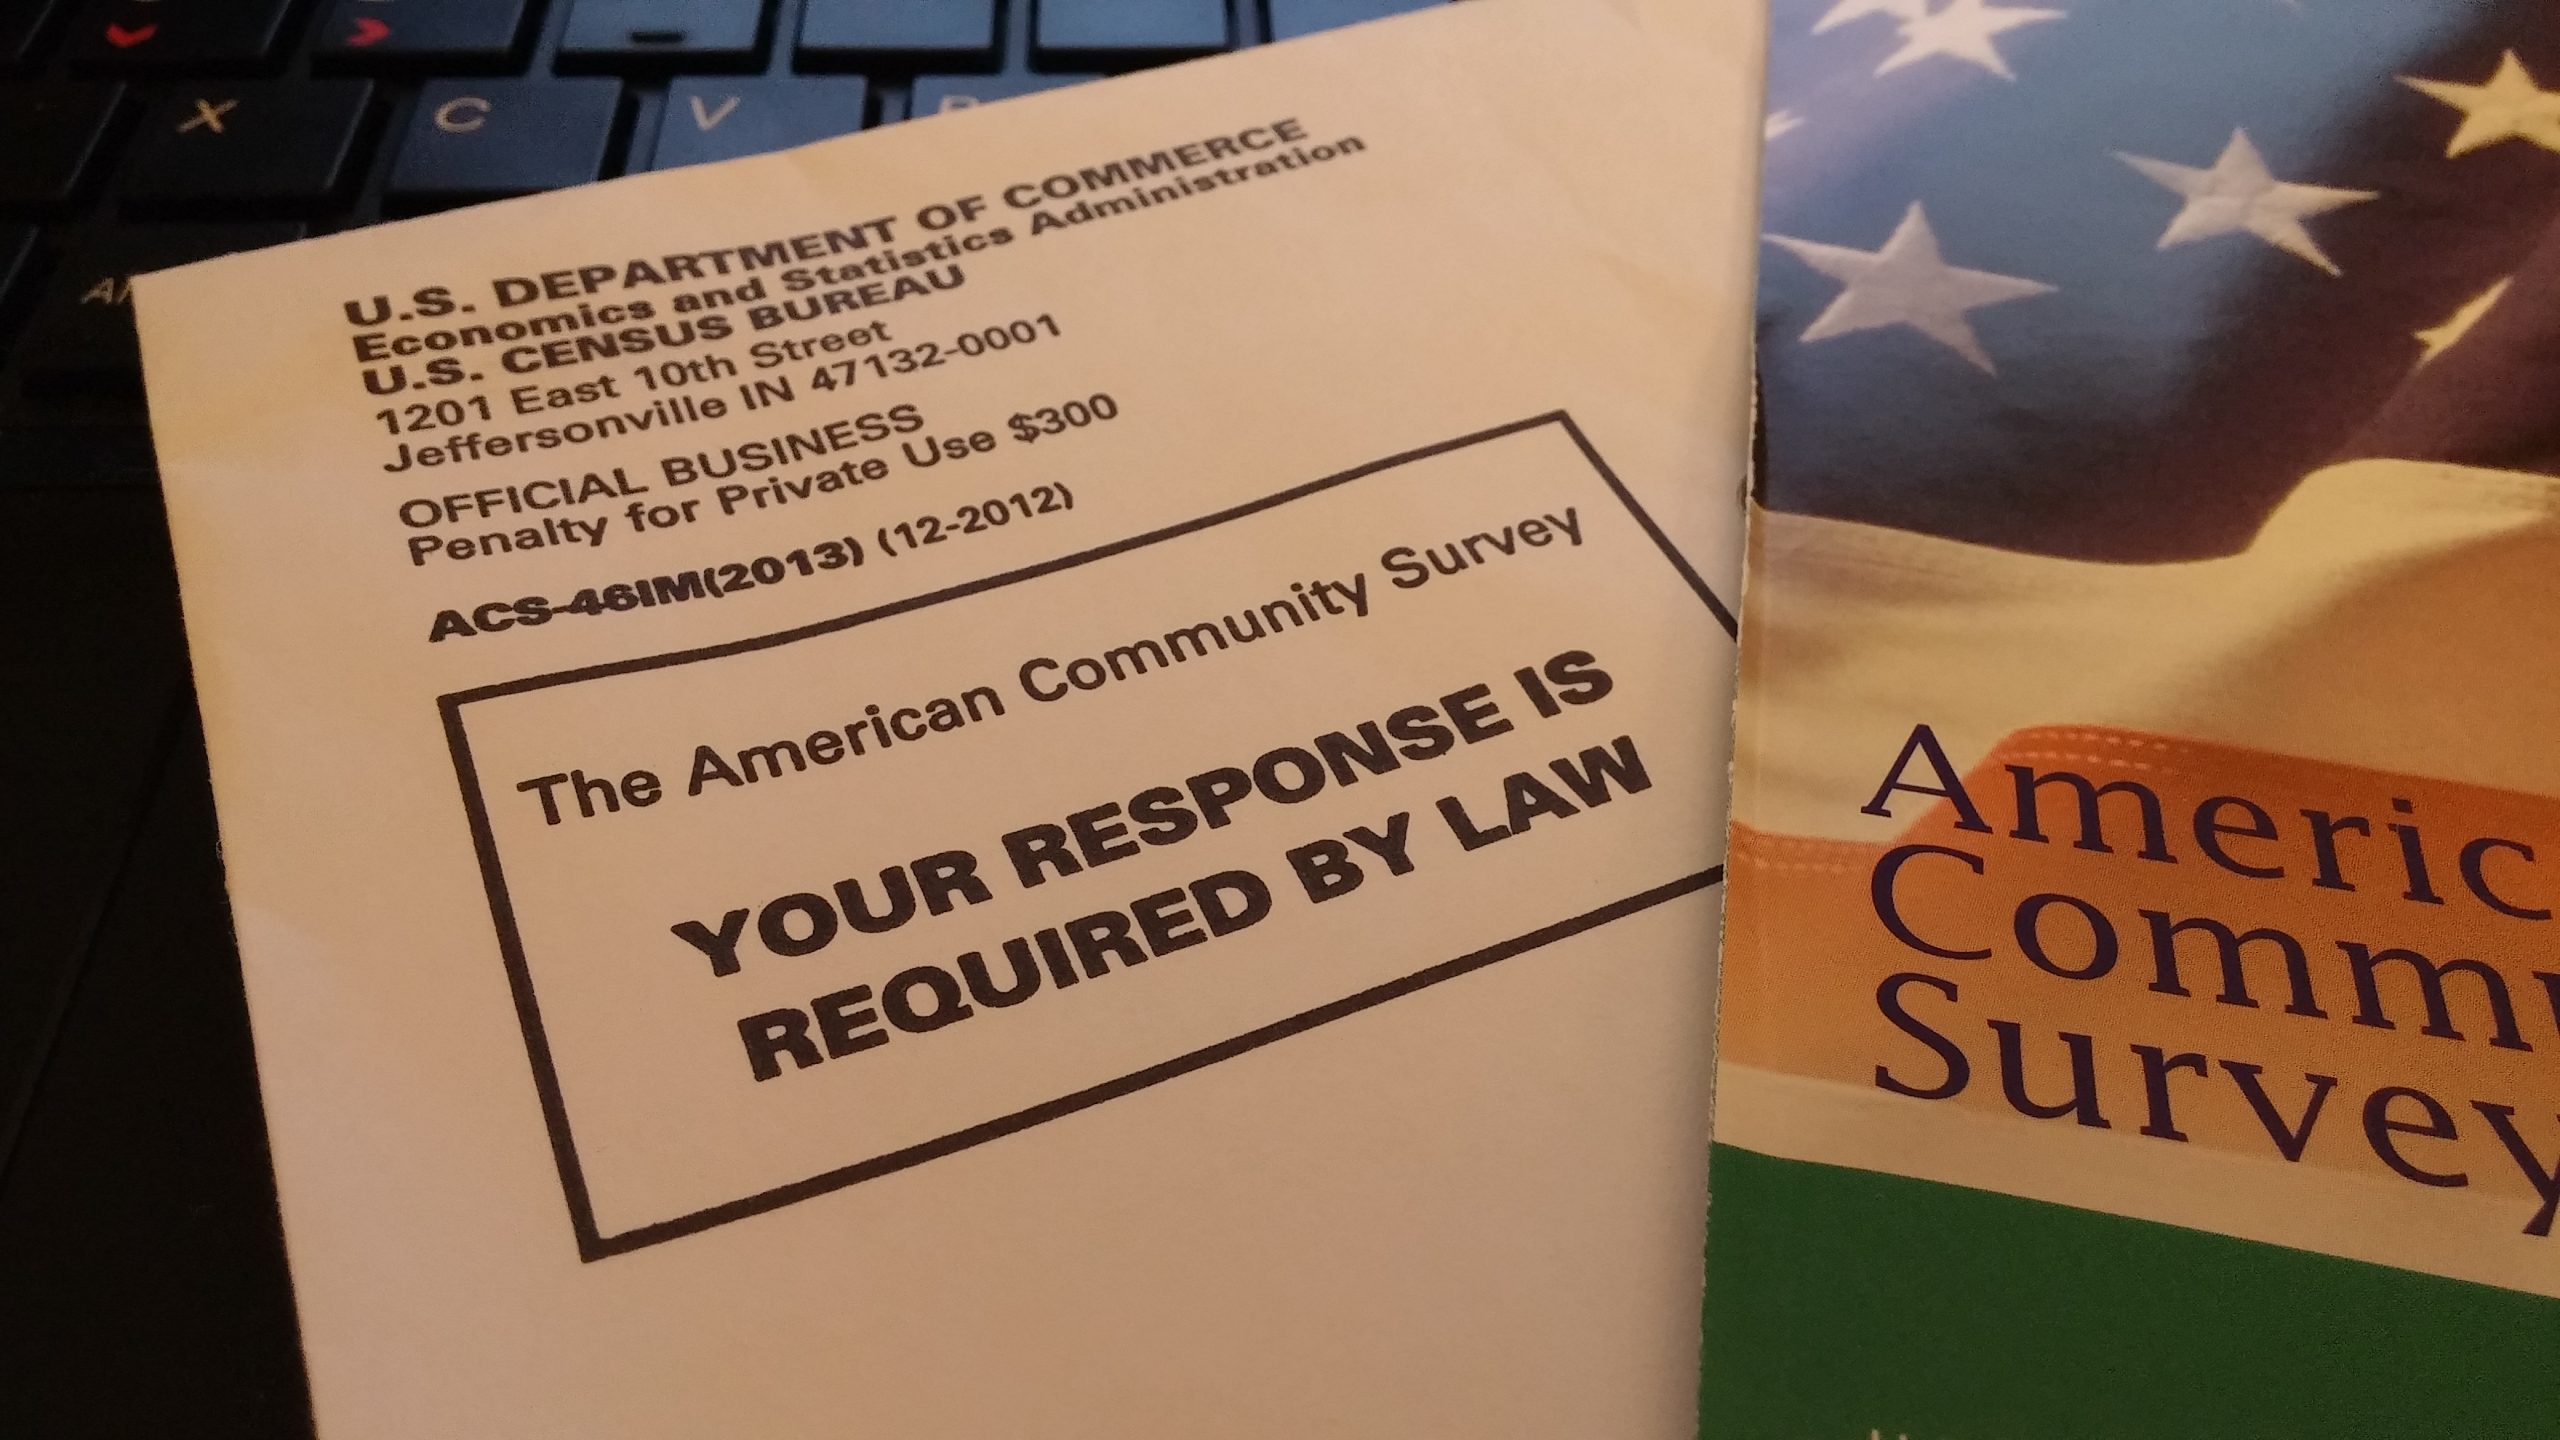 X C V
U.S. DEPARTMENT OF COMMERCE
Economics and Statistics Administration
U.S. CENSUS BUREAU
1201 East 10th Street
Jeffersonville IN 47132-0001
OFFICIAL BUSINESS
Penalty for Private Use $300
ACS-46IM(2013) (12-2012)
The American Community Survey
YOUR RESPONSE IS
REQUIRED BY LAW
Americ
Comm
Survey